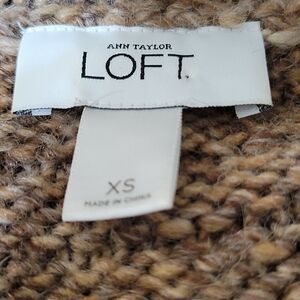 ANN TAYLOR
LOFT.
XS
MADE IN CHINA